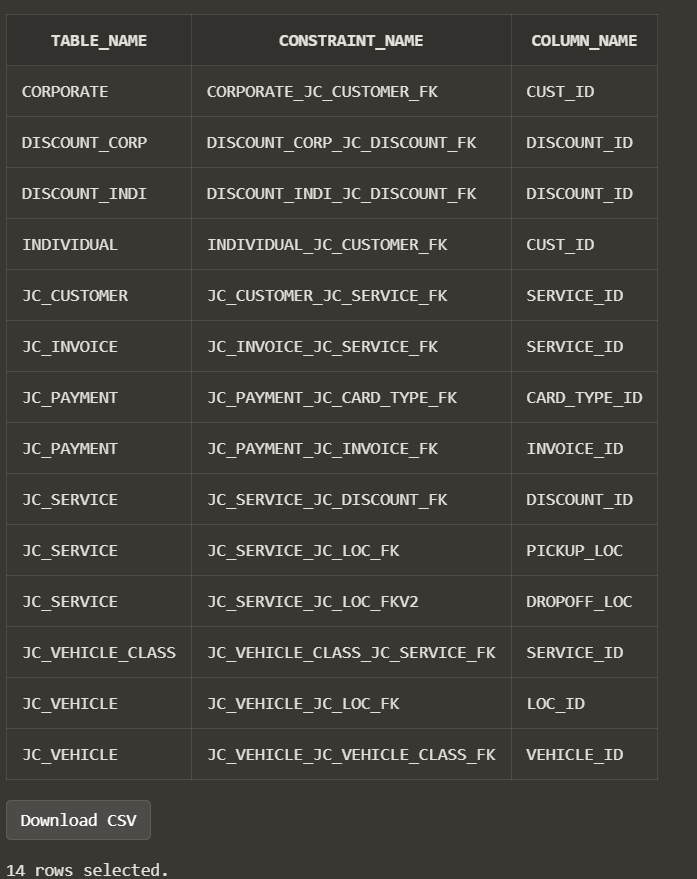 TABLE_NAME CONSTRAINT_NAME COLUMN_NAME
CORPORATE CORPORATE_JC_CUSTOMER_FK CUST_ID
DISCOUNT_CORP DISCOUNT_CORP_JC_DISCOUNT_FK DISCOUNT_ID
DISCOUNT_INDI DISCOUNT_INDI_JC_DISCOUNT_FK DISCOUNT_ID
INDIVIDUAL INDIVIDUAL_JC_CUSTOMER_FK CUST_ID
JC_CUSTOMER JC_CUSTOMER_JC_SERVICE_FK SERVICE_ID
JC_INVOICE JC_INVOICE_JC_SERVICE_FK SERVICE_ID
JC_PAYMENT JC_PAYMENT_JC_CARD_TYPE_FK CARD_TYPE_ID
JC_PAYMENT JC_PAYMENT_JC_INVOICE_FK INVOICE_ID
JC_SERVICE JC_SERVICE_JC_DISCOUNT_FK DISCOUNT_ID
JC_SERVICE JC_SERVICE_JC_LOC_FK PICKUP_LOC
JC_SERVICE JC_SERVICE_JC_LOC_FKV2 DROPOFF_LOC
JC_VEHICLE_CLASS JC_VEHICLE_CLASS_JC_SERVICE_FK SERVICE_ID
JC_VEHICLE JC_VEHICLE_JC_LOC_FK LOC_ID
JC_VEHICLE JC_VEHICLE_JC_VEHICLE_CLASS_FK VEHICLE_ID
Download CSV
14 rows selected.